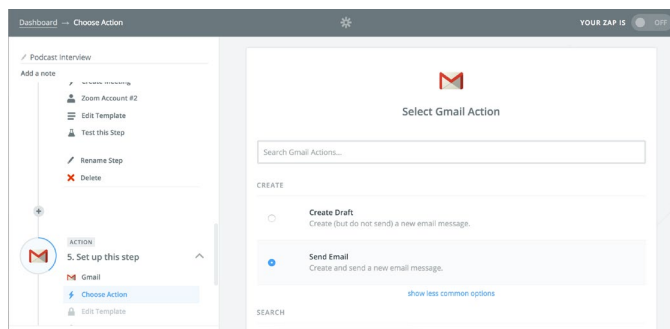 Dashboard → Choose Action
YOUR ZAP IS
OFF
Podcast Interview
Add a note
Create Meeting
Zoom Account #2
Edit Template
Test this Step
Rename Step
Delete
ACTION
5. Set up this step
Gmail
Choose Action
Edit Template
Select Gmail Action
Search Gmail Actions...
CREATE
Create Draft
Create (but do not send) a new email message.
Send Email
Create and send a new email message.
show less common options
SEARCH